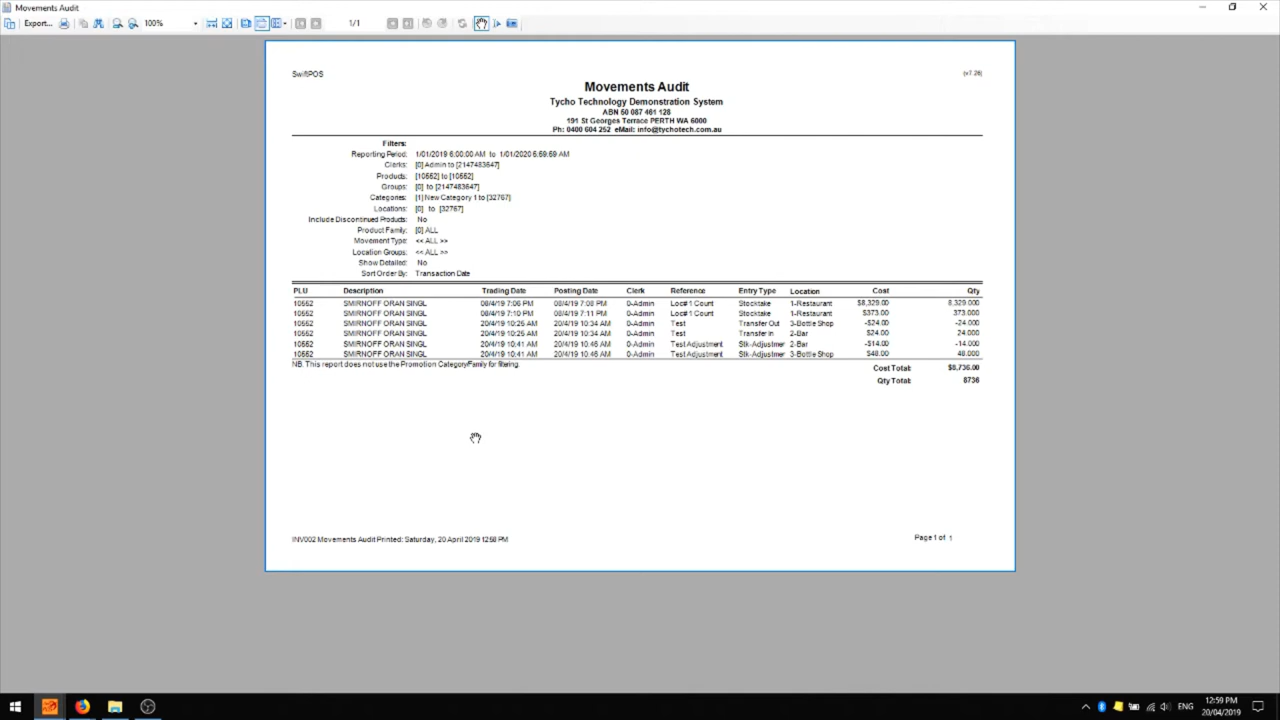 Movements Audit
Export...
100%
1/1
SwiftPOS
(v7.26)
Movements Audit
Tycho Technology Demonstration System
ABN 50 087 461 128
191 St Georges Terrace PERTH WA 6000
Ph: 0400 604 252 eMail: info@tychotech.com.au
Filters:
Reporting Period: 1/01/2019 6:00:00 AM to 1/01/2020 5:59:59 AM
Clerks: [0] Admin to [2147483647]
Products: [10552] to [10552]
Groups: [0] to [2147483647]
Categories: [1] New Category 1 to [32767]
Locations: [0] to [32767]
Include Discontinued Products: No
Product Family: [0] ALL
Movement Type: << ALL >>
Location Groups: << ALL >>
Show Detailed: No
Sort Order By: Transaction Date
PLU Description Trading Date Posting Date Clerk Reference Entry Type Location Cost Qty
10552 SMIRNOFF ORAN SINGL 08/4/19 7:06 PM 08/4/19 7:08 PM 0-Admin Loc# 1 Count Stocktake 1-Restaurant $8,329.00 8,329.000
10552 SMIRNOFF ORAN SINGL 08/4/19 7:10 PM 08/4/19 7:11 PM 0-Admin Loc# 1 Count Stocktake 1-Restaurant $373.00 373.000
10552 SMIRNOFF ORAN SINGL 20/4/19 10:25 AM 20/4/19 10:34 AM 0-Admin Test Transfer Out 3-Bottle Shop -$24.00 -24.000
10552 SMIRNOFF ORAN SINGL 20/4/19 10:25 AM 20/4/19 10:34 AM 0-Admin Test Transfer In 2-Bar $24.00 24.000
10552 SMIRNOFF ORAN SINGL 20/4/19 10:41 AM 20/4/19 10:46 AM 0-Admin Test Adjustment Stk-Adjustmer 2-Bar -$14.00 -14.000
10552 SMIRNOFF ORAN SINGL 20/4/19 10:41 AM 20/4/19 10:46 AM 0-Admin Test Adjustment Stk-Adjustmer 3-Bottle Shop $48.00 48.000
NB. This report does not use the Promotion Category/Family for filtering.
Cost Total: $8,736.00
Qty Total: 8736
INV002 Movements Audit Printed: Saturday, 20 April 2019 12:58 PM
Page 1 of 1
ENG
12:59 PM
20/04/2019